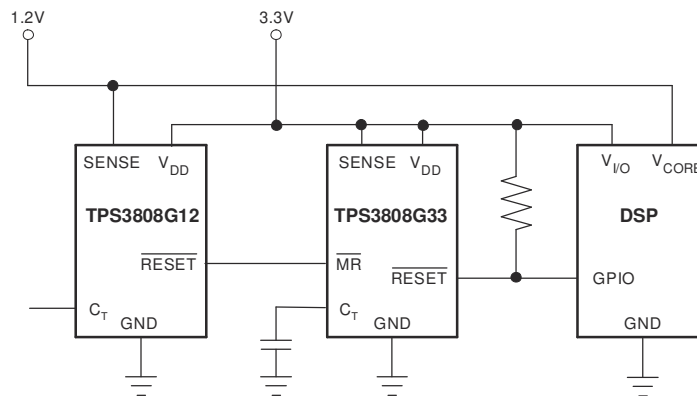 1.2V
3.3V
SENSE
VDD
TPS3808G12
RESET
CT
GND
SENSE
VDD
TPS3808G33
MR
RESET
CT
GND
VI/O
VCORE
DSP
GPIO
GND